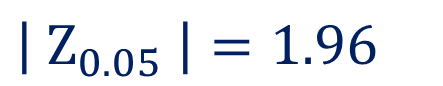 | Z₀.₀₅ | = 1.96